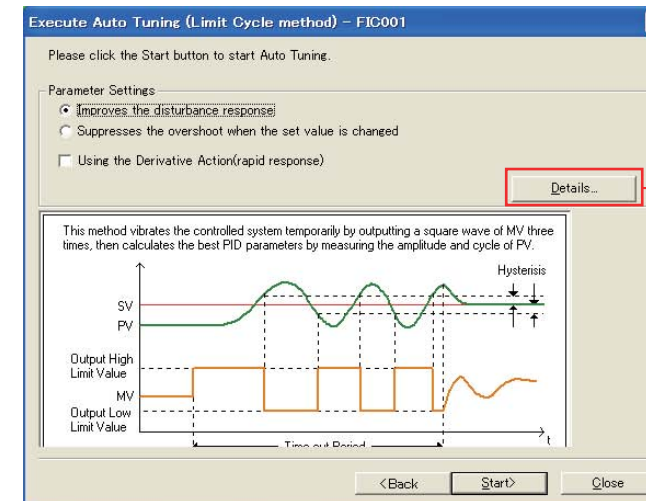 Execute Auto Tuning (Limit Cycle method) - FIC001
Please click the Start button to start Auto Tuning.
Parameter Settings
Improves the disturbance response
Suppresses the overshoot when the set value is changed
Using the Derivative Action(rapid response)
Details...
This method vibrates the controlled system temporarily by outputting a square wave of MV three
times, then calculates the best PID parameters by measuring the amplitude and cycle of PV.
Hysterisis
SV
PV
Output High
Limit Value
MV
Output Low
Limit Value
Time out Period
t
<Back
Start>
Close